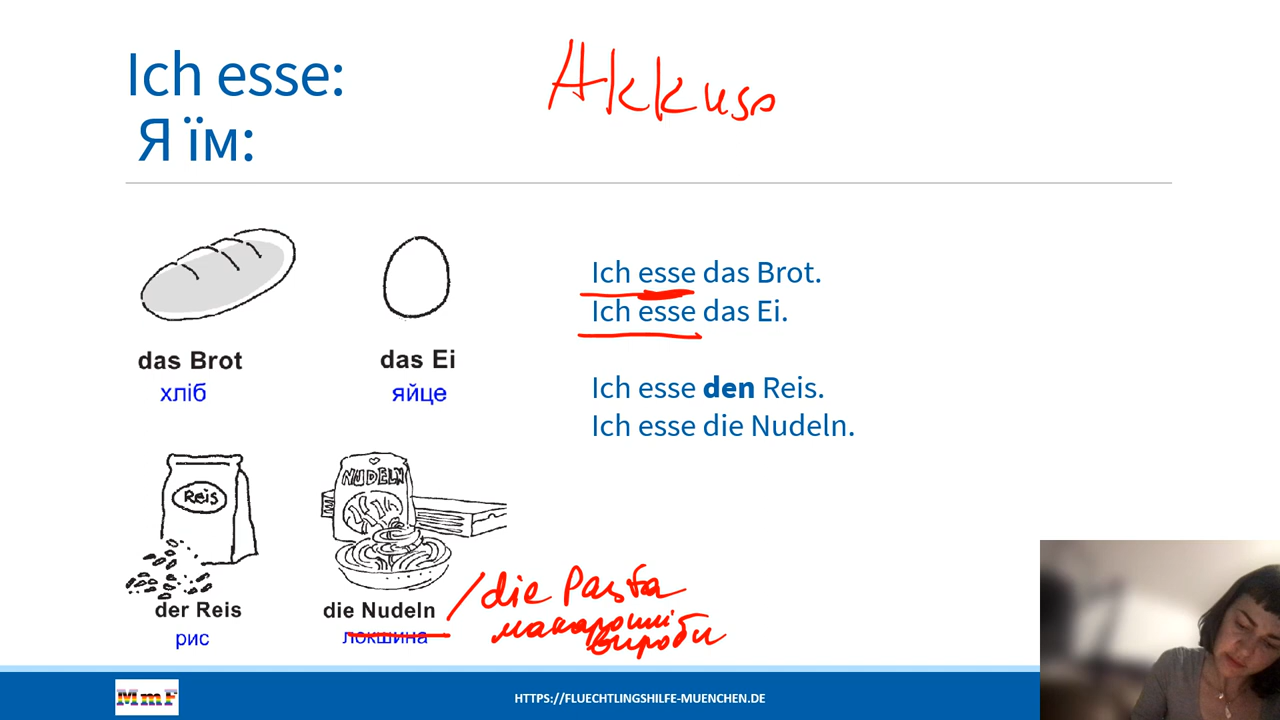 Ich esse:
Akkuso
Я їм:
das Brot
хліб
das Ei
яйце
Ich esse das Brot.
Ich esse das Ei.
Ich esse den Reis.
Ich esse die Nudeln.
Reis
NUDELN
der Reis
рис
die Nudeln
локшина
/die Pasta
макаронні
вироби
MmF
HTTPS://FLUECHTLINGSHILFE-MUENCHEN.DE